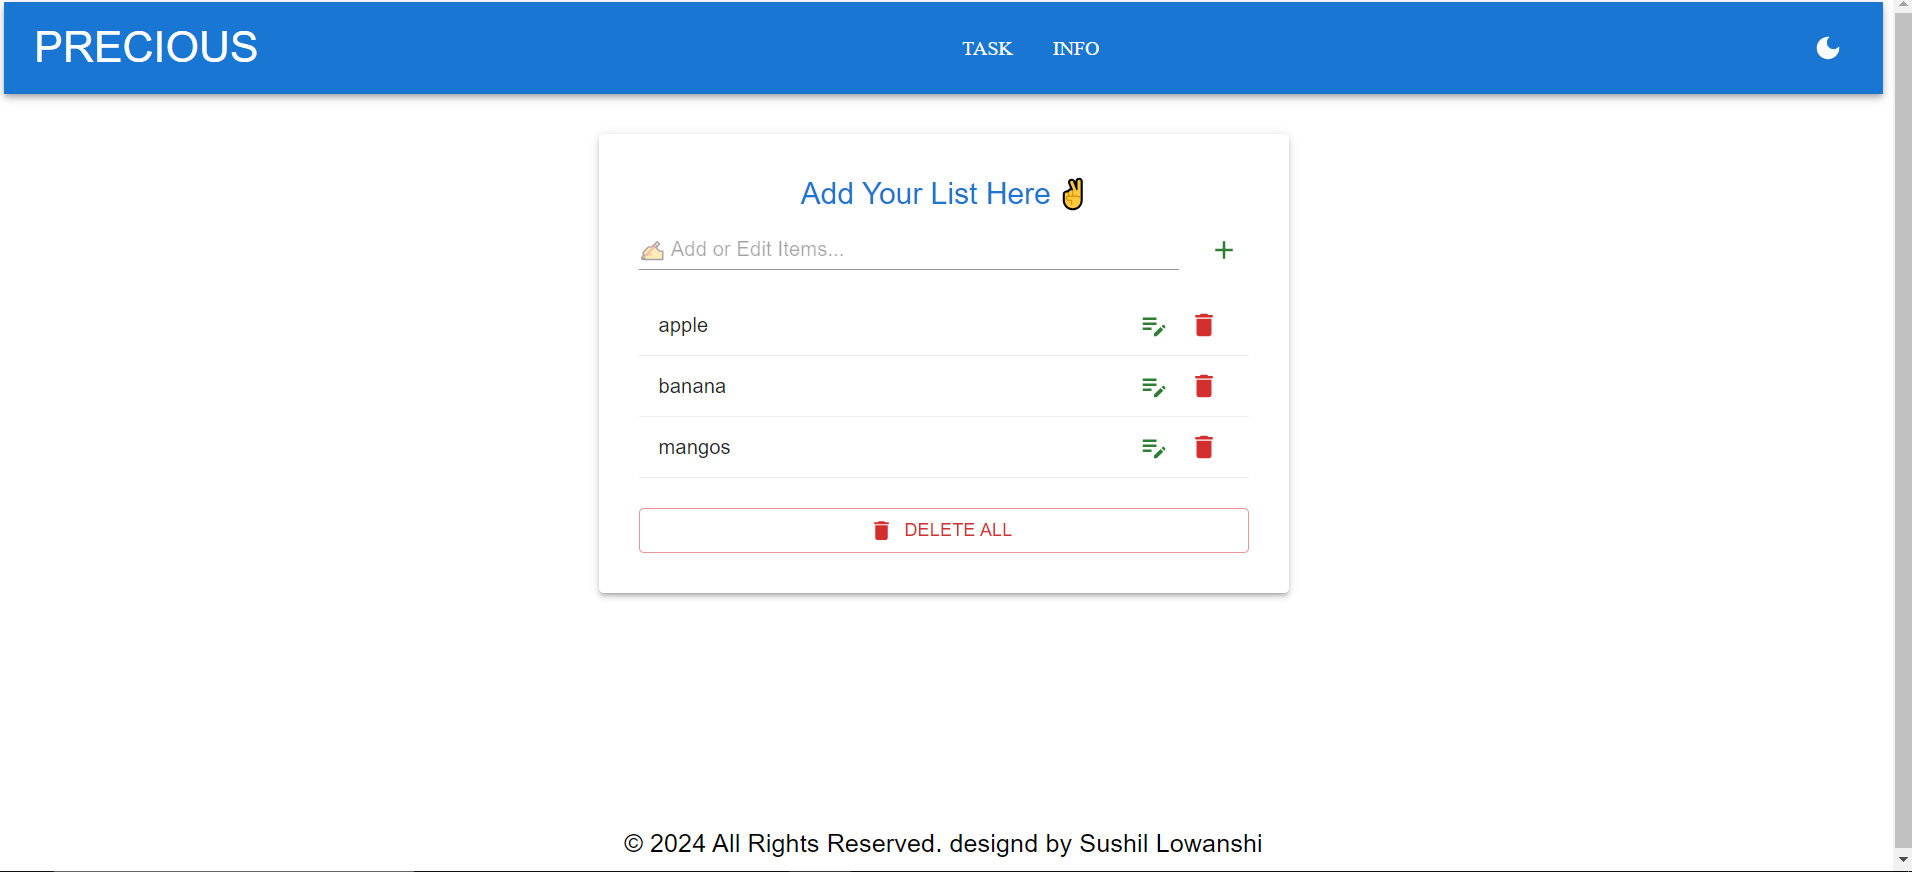 PRECIOUS
TASK INFO
Add Your List Here ✌
✍🏻 Add or Edit Items...
apple
banana
mangos
DELETE ALL
© 2024 All Rights Reserved. designd by Sushil Lowanshi